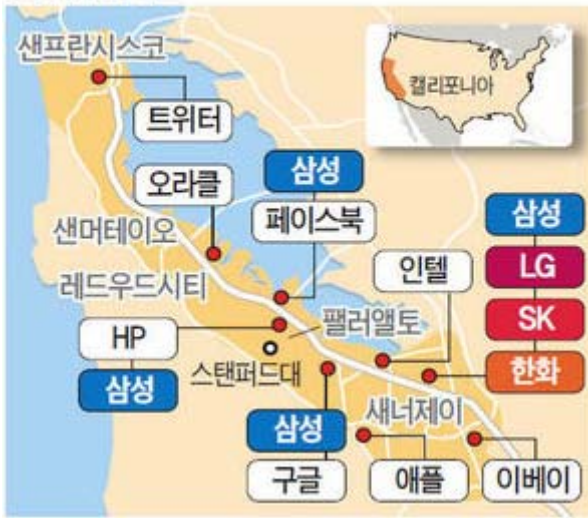 샌프란시스코
캘리포니아
트위터
오라클
삼성
페이스북
삼성
LG
SK
한화
인텔
샌머테이오
레드우드시티
HP
삼성
팰러앨토
스탠퍼드대
삼성
구글
새너제이
애플
이베이